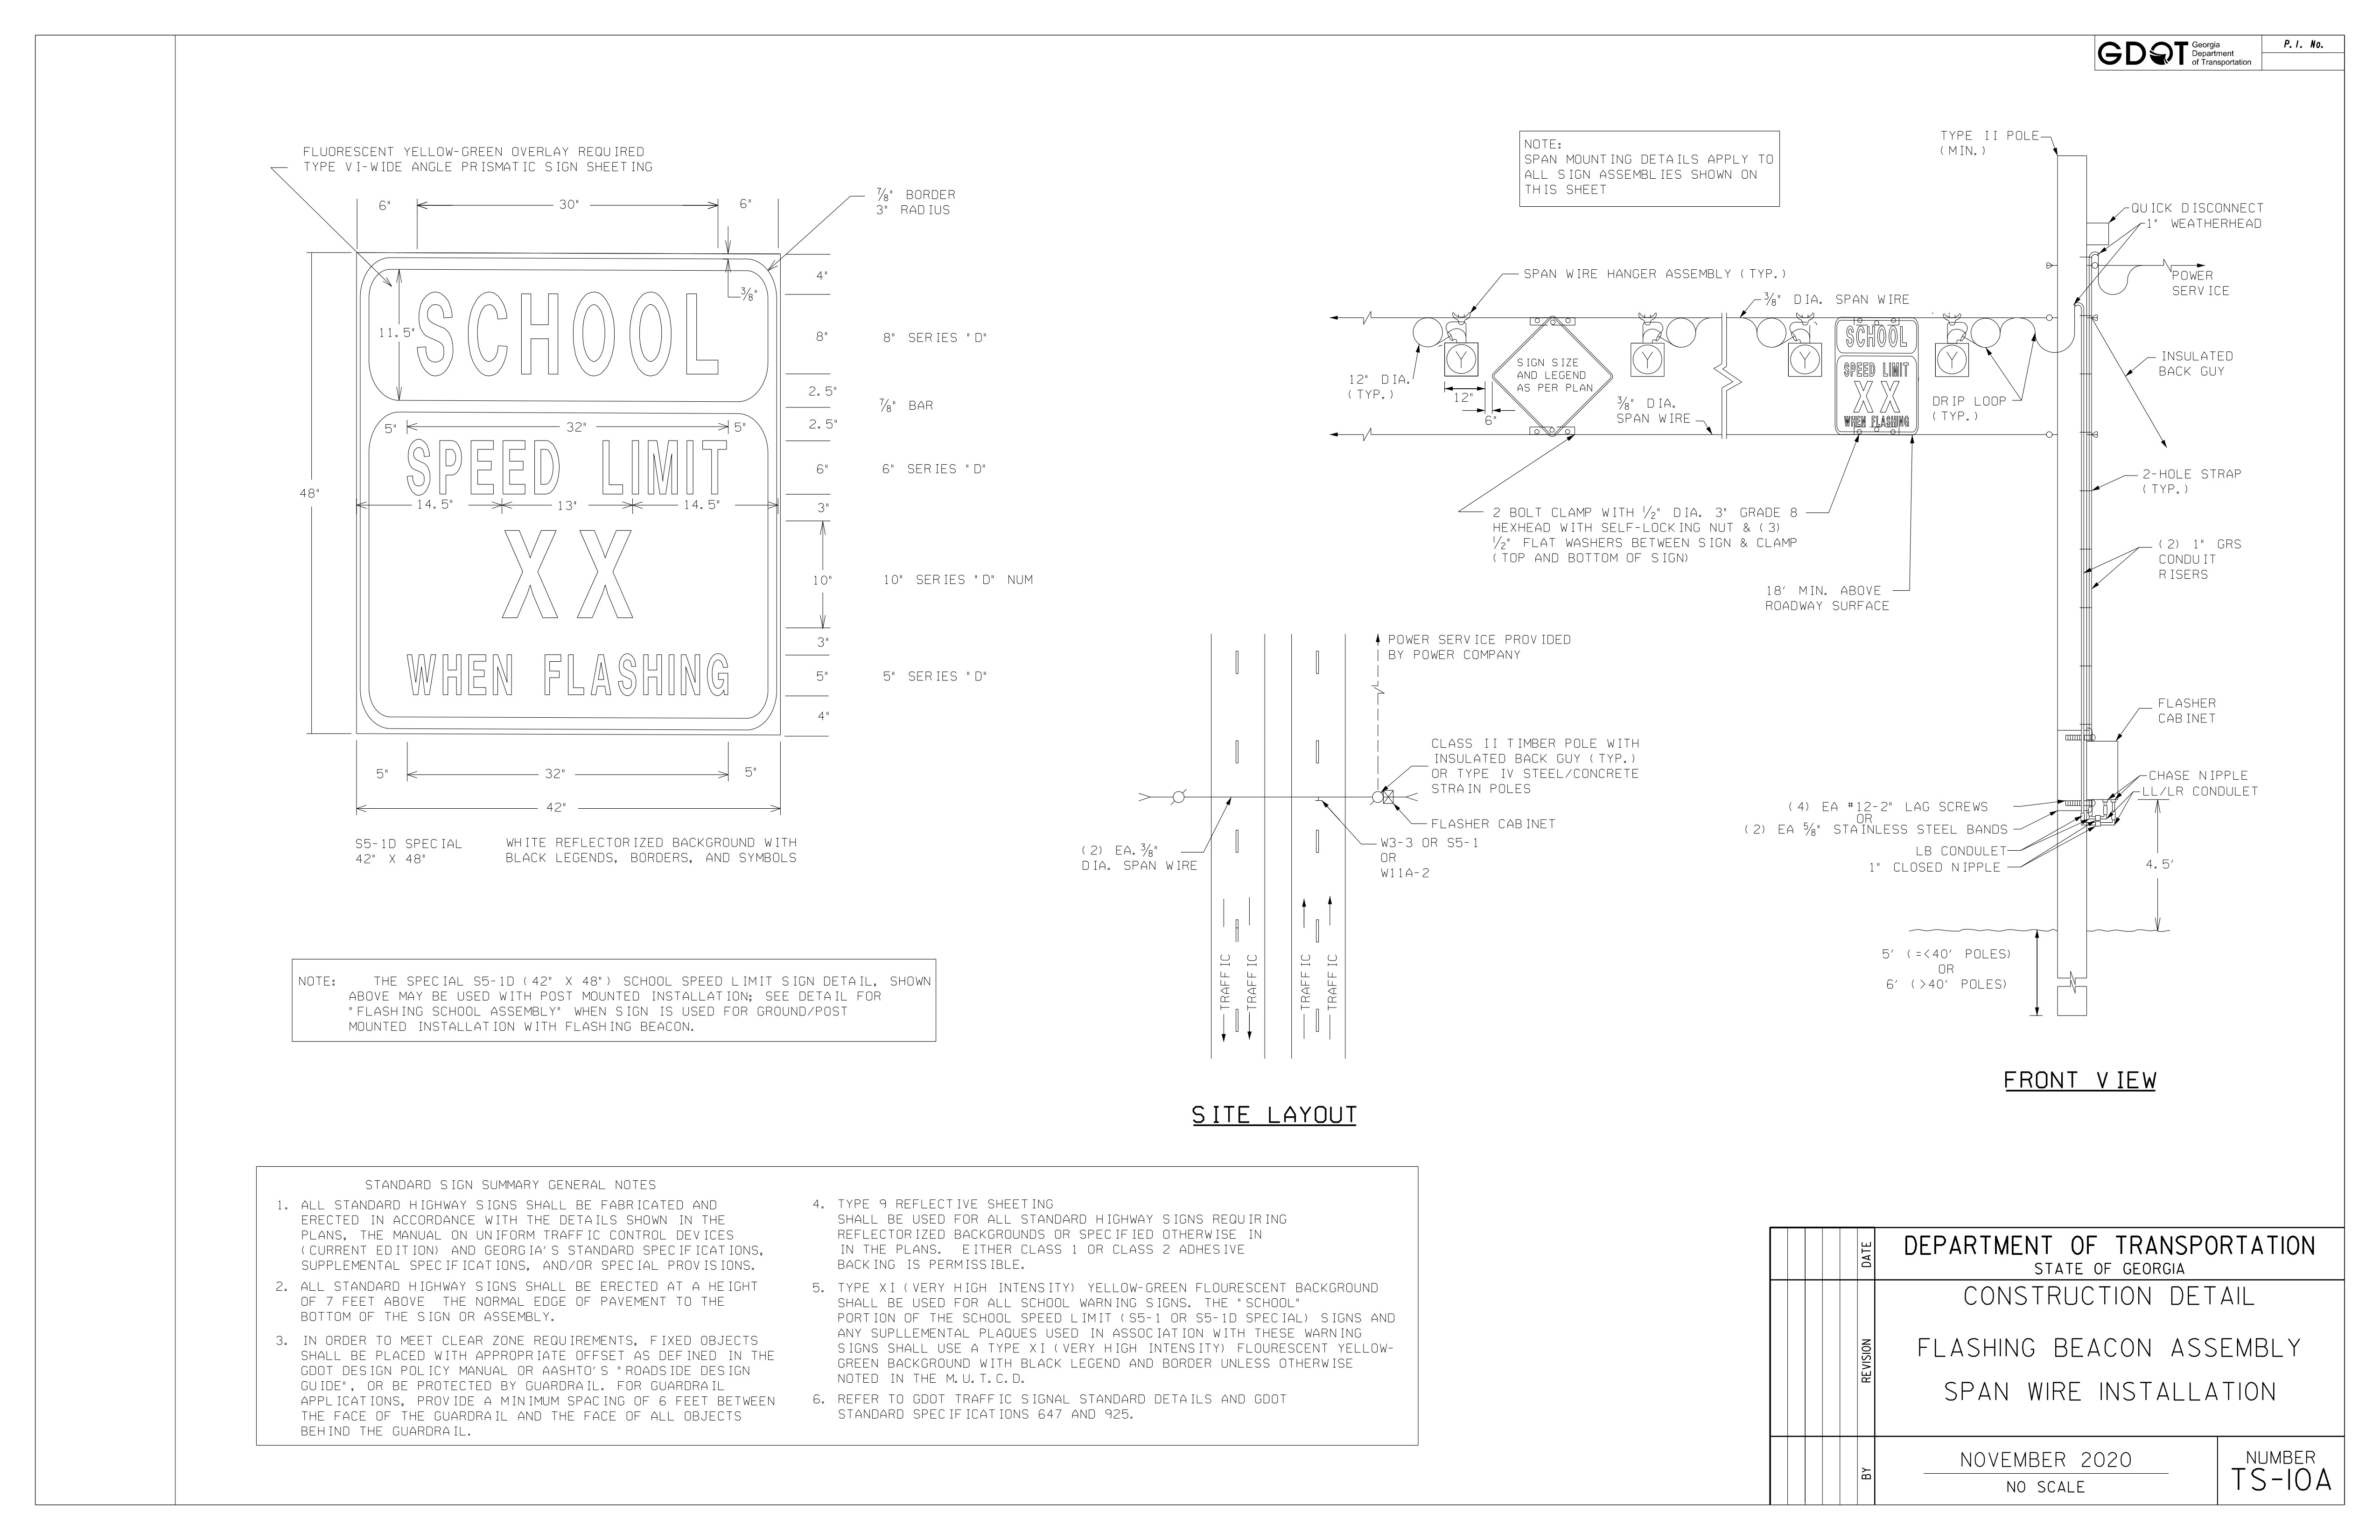 GDOT Georgia
Department
of Transportation
P. I. No.
FLUORESCENT YELLOW-GREEN OVERLAY REQUIRED
TYPE VI-WIDE ANGLE PRISMATIC SIGN SHEETING
⅞" BORDER
3" RADIUS
6"
30"
6"
4"
⅜"
11.5"
SCHOOL
8"
8" SERIES "D"
2.5"
⅞" BAR
2.5"
5"
32"
5"
SPEED LIMIT
6"
6" SERIES "D"
48"
14.5"
13"
14.5"
3"
XX
10"
10" SERIES "D" NUM
3"
WHEN FLASHING
5"
5" SERIES "D"
4"
5"
32"
5"
42"
S5-1D SPECIAL
42" X 48"
WHITE REFLECTORIZED BACKGROUND WITH
BLACK LEGENDS, BORDERS, AND SYMBOLS
NOTE: THE SPECIAL S5-1D (42" X 48") SCHOOL SPEED LIMIT SIGN DETAIL, SHOWN
ABOVE MAY BE USED WITH POST MOUNTED INSTALLATION; SEE DETAIL FOR
"FLASHING SCHOOL ASSEMBLY" WHEN SIGN IS USED FOR GROUND/POST
MOUNTED INSTALLATION WITH FLASHING BEACON.
NOTE:
SPAN MOUNTING DETAILS APPLY TO
ALL SIGN ASSEMBLIES SHOWN ON
THIS SHEET
TYPE II POLE
(MIN.)
QUICK DISCONNECT
1" WEATHERHEAD
SPAN WIRE HANGER ASSEMBLY (TYP.)
⅜" DIA. SPAN WIRE
POWER
SERVICE
Y
Y
Y
Y
SIGN SIZE
AND LEGEND
AS PER PLAN
SCHOOL
SPEED LIMIT
XX
WHEN FLASHING
12" DIA.
(TYP.)
12"
6"
⅜" DIA.
SPAN WIRE
DRIP LOOP
(TYP.)
INSULATED
BACK GUY
2-HOLE STRAP
(TYP.)
2 BOLT CLAMP WITH ½" DIA. 3" GRADE 8
HEXHEAD WITH SELF-LOCKING NUT & (3)
½" FLAT WASHERS BETWEEN SIGN & CLAMP
(TOP AND BOTTOM OF SIGN)
(2) 1" GRS
CONDUIT
RISERS
18' MIN. ABOVE
ROADWAY SURFACE
POWER SERVICE PROVIDED
BY POWER COMPANY
CLASS II TIMBER POLE WITH
INSULATED BACK GUY (TYP.)
OR TYPE IV STEEL/CONCRETE
STRAIN POLES
FLASHER CABINET
W3-3 OR S5-1
OR
W11A-2
(2) EA. ⅜"
DIA. SPAN WIRE
TRAFFIC
TRAFFIC
TRAFFIC
TRAFFIC
SITE LAYOUT
FLASHER
CABINET
CHASE NIPPLE
LL/LR CONDULET
(4) EA #12-2" LAG SCREWS
OR
(2) EA ⅝" STAINLESS STEEL BANDS
LB CONDULET
1" CLOSED NIPPLE
4.5'
5' (=<40' POLES)
OR
6' (>40' POLES)
FRONT VIEW
STANDARD SIGN SUMMARY GENERAL NOTES
1. ALL STANDARD HIGHWAY SIGNS SHALL BE FABRICATED AND
ERECTED IN ACCORDANCE WITH THE DETAILS SHOWN IN THE
PLANS, THE MANUAL ON UNIFORM TRAFFIC CONTROL DEVICES
(CURRENT EDITION) AND GEORGIA'S STANDARD SPECIFICATIONS,
SUPPLEMENTAL SPECIFICATIONS, AND/OR SPECIAL PROVISIONS.
2. ALL STANDARD HIGHWAY SIGNS SHALL BE ERECTED AT A HEIGHT
OF 7 FEET ABOVE THE NORMAL EDGE OF PAVEMENT TO THE
BOTTOM OF THE SIGN OR ASSEMBLY.
3. IN ORDER TO MEET CLEAR ZONE REQUIREMENTS, FIXED OBJECTS
SHALL BE PLACED WITH APPROPRIATE OFFSET AS DEFINED IN THE
GDOT DESIGN POLICY MANUAL OR AASHTO'S "ROADSIDE DESIGN
GUIDE", OR BE PROTECTED BY GUARDRAIL. FOR GUARDRAIL
APPLICATIONS, PROVIDE A MINIMUM SPACING OF 6 FEET BETWEEN
THE FACE OF THE GUARDRAIL AND THE FACE OF ALL OBJECTS
BEHIND THE GUARDRAIL.
4. TYPE 9 REFLECTIVE SHEETING
SHALL BE USED FOR ALL STANDARD HIGHWAY SIGNS REQUIRING
REFLECTORIZED BACKGROUNDS OR SPECIFIED OTHERWISE IN
IN THE PLANS. EITHER CLASS 1 OR CLASS 2 ADHESIVE
BACKING IS PERMISSIBLE.
5. TYPE XI (VERY HIGH INTENSITY) YELLOW-GREEN FLOURESCENT BACKGROUND
SHALL BE USED FOR ALL SCHOOL WARNING SIGNS. THE "SCHOOL"
PORTION OF THE SCHOOL SPEED LIMIT (S5-1 OR S5-1D SPECIAL) SIGNS AND
ANY SUPLLEMENTAL PLAQUES USED IN ASSOCIATION WITH THESE WARNING
SIGNS SHALL USE A TYPE XI (VERY HIGH INTENSITY) FLOURESCENT YELLOW-
GREEN BACKGROUND WITH BLACK LEGEND AND BORDER UNLESS OTHERWISE
NOTED IN THE M.U.T.C.D.
6. REFER TO GDOT TRAFFIC SIGNAL STANDARD DETAILS AND GDOT
STANDARD SPECIFICATIONS 647 AND 925.
DATE
REVISION
BY
DEPARTMENT OF TRANSPORTATION
STATE OF GEORGIA
CONSTRUCTION DETAIL
FLASHING BEACON ASSEMBLY
SPAN WIRE INSTALLATION
NOVEMBER 2020
NO SCALE
NUMBER
TS-10A